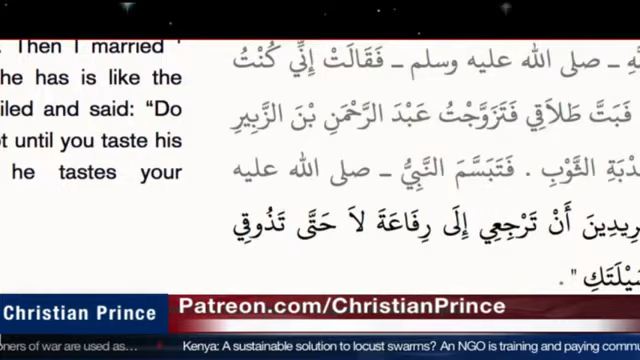 . Then I married
he has is like the
iled and said: “Do
t until you taste his
he tastes your
ـ صلى الله عليه وسلم ـ فَقَالَتْ إِنِّي كُنْتُ
فَبَتَّ طَلاَقِي فَتَزَوَّجْتُ عَبْدَ الرَّحْمَنِ بْنَ الزَّبِيرِ
دْبَةِ الثَّوْبِ ‏.‏ فَتَبَسَّمَ النَّبِيُّ ـ صلى الله عليه
رِيدِينَ أَنْ تَرْجِعِي إِلَى رِفَاعَةَ لاَ حَتَّى تَذُوقِي
سَيْلَتَكِ ‏"‏ ‏.‏
Christian Prince
Patreon.com/ChristianPrince
oners of war are used as… Kenya: A sustainable solution to locust swarms? An NGO is training and paying commu